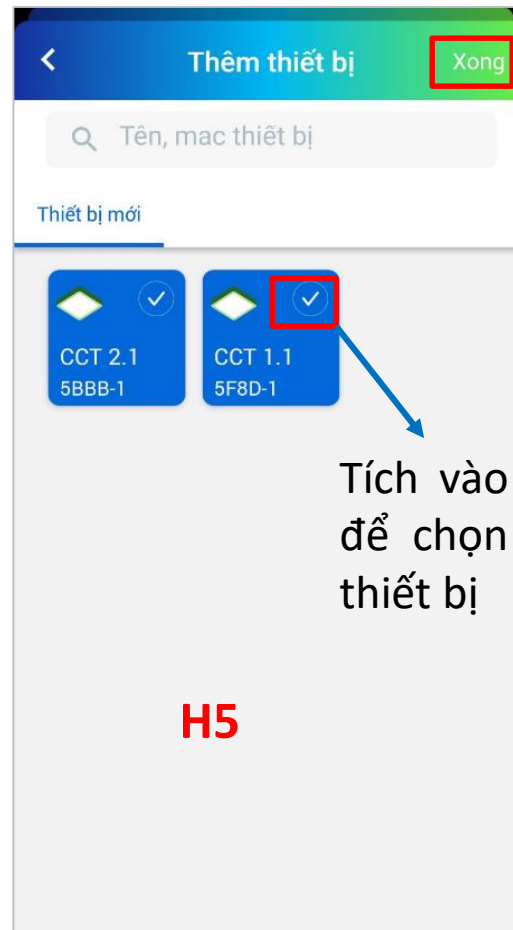 Thêm thiết bị
Xong
Tên, mac thiết bị
Thiết bị mới
CCT 2.1
5BBB-1
CCT 1.1
5F8D-1
Tích vào
để chọn
thiết bị
H5